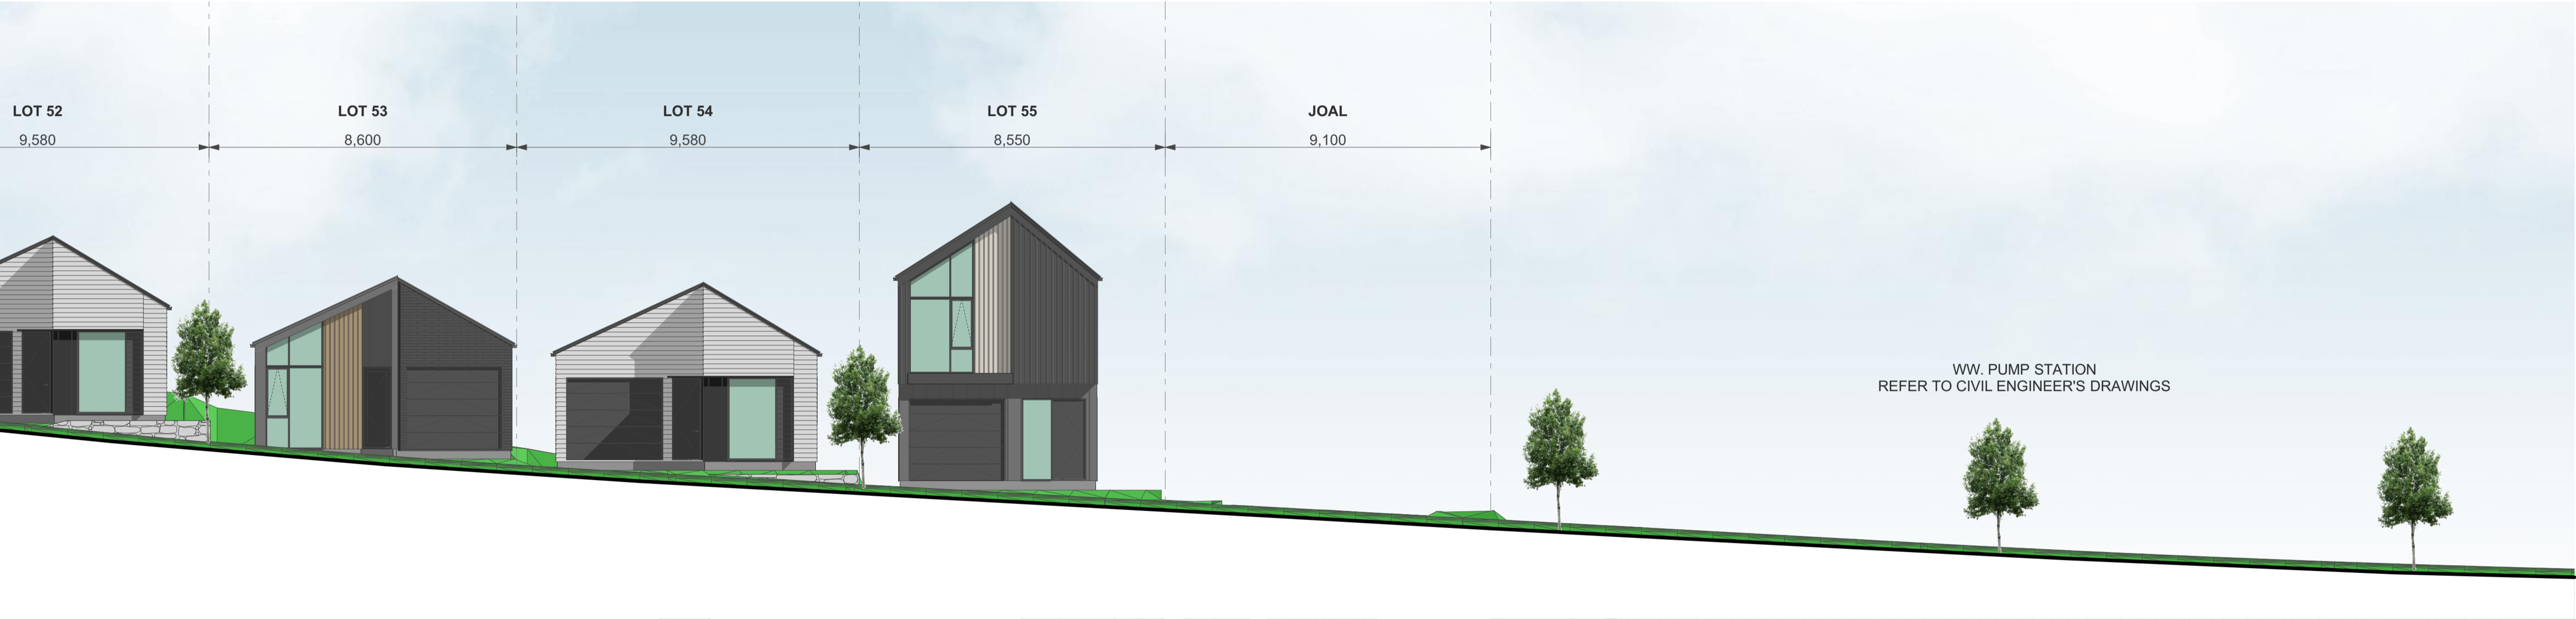 LOT 52
LOT 53
LOT 54
LOT 55
JOAL
9,580
8,600
9,580
8,550
9,100
WW. PUMP STATION
REFER TO CIVIL ENGINEER'S DRAWINGS